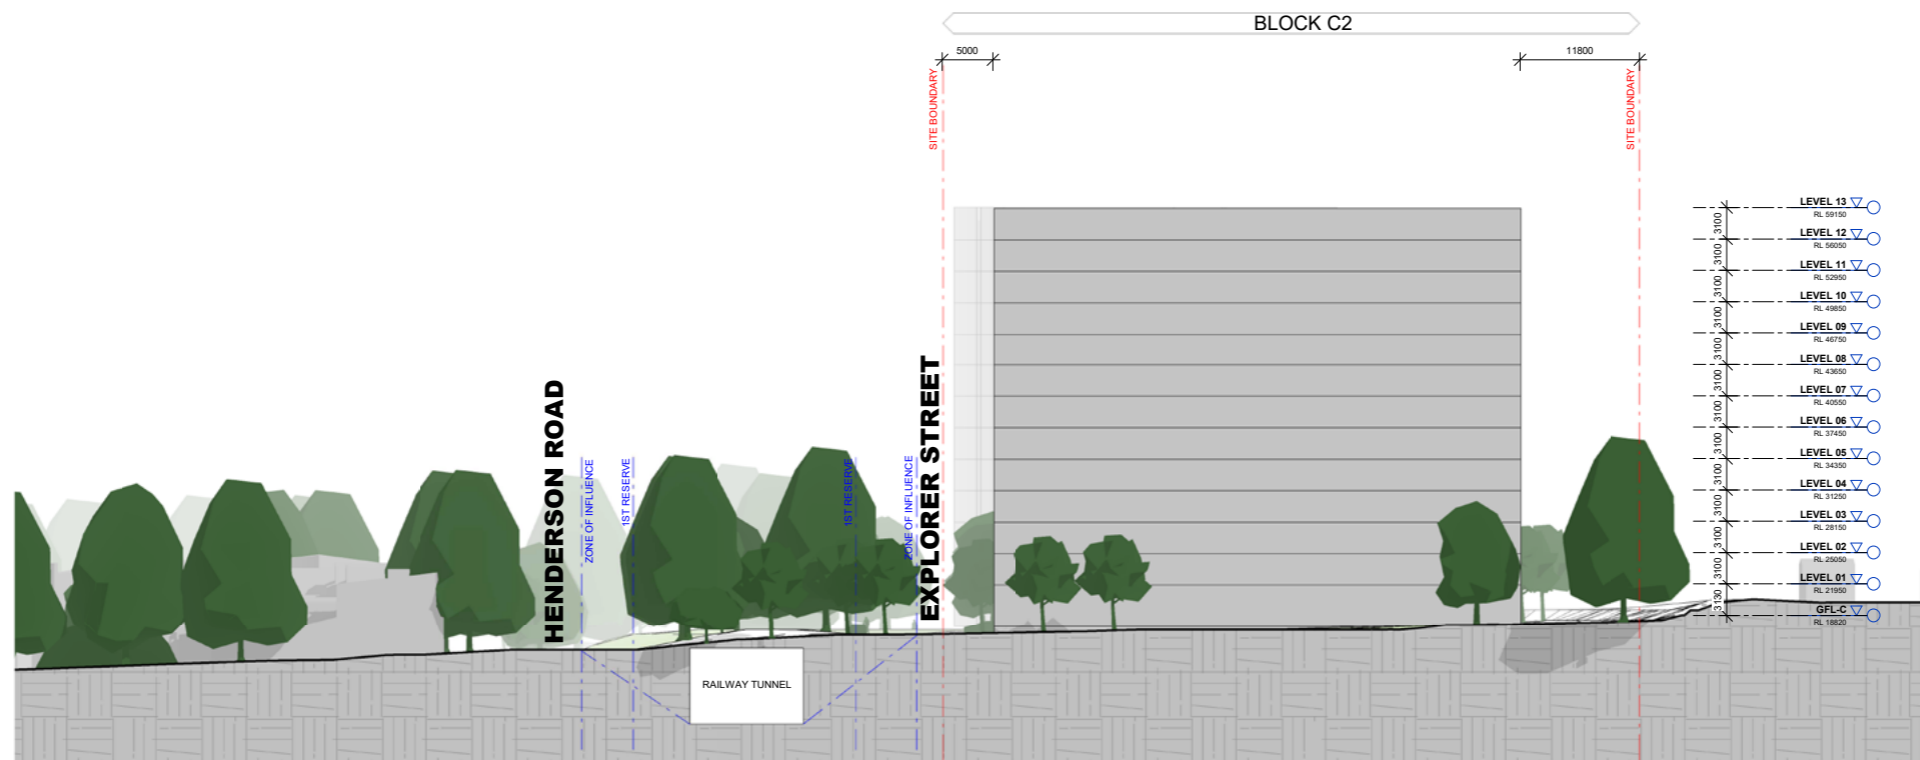 BLOCK C2
5000
11800
SITE BOUNDARY
SITE BOUNDARY
HENDERSON ROAD
ZONE OF INFLUENCE
1ST RESERVE
1ST RESERVE
ZONE OF INFLUENCE
EXPLORER STREET
RAILWAY TUNNEL
3100
3100
3100
3100
3100
3100
3100
3100
3100
3100
3100
3100
3130
LEVEL 13
RL 59150
LEVEL 12
RL 56050
LEVEL 11
RL 52950
LEVEL 10
RL 49850
LEVEL 09
RL 46750
LEVEL 08
RL 43650
LEVEL 07
RL 40550
LEVEL 06
RL 37450
LEVEL 05
RL 34350
LEVEL 04
RL 31250
LEVEL 03
RL 28150
LEVEL 02
RL 25050
LEVEL 01
RL 21950
GFL-C
RL 18820